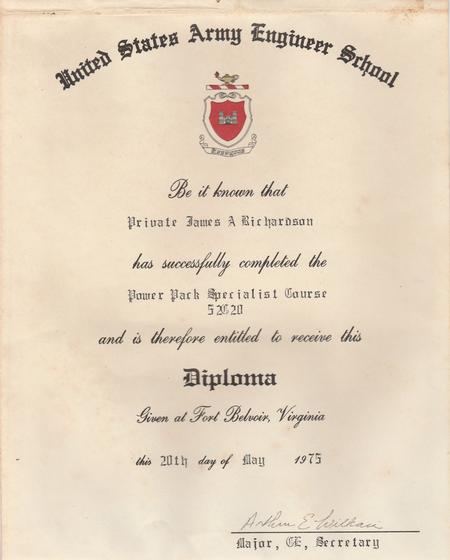 United States Army Engineer School
Essayons
Be it known that
Private James A Richardson
has successfully completed the
Power Pack Specialist Course
and is therefore entitled to receive this
Diploma
Given at Fort Belvoir, Virginia
this 20th day of May 1975
Arthur E
Major, CE, Secretary